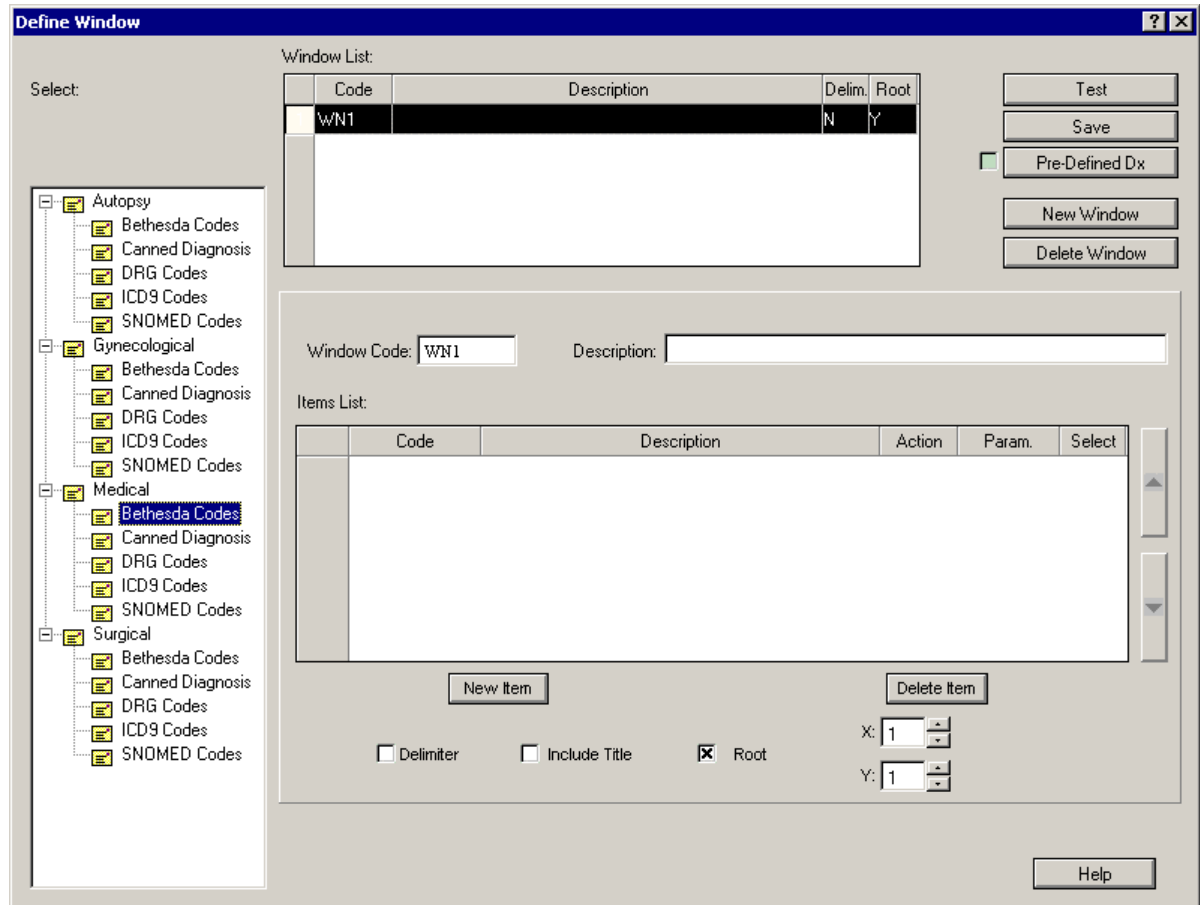 Define Window
Window List:
Select:
Code Description Delim. Root
WN1 N Y
Test
Save
Pre-Defined Dx
New Window
Delete Window
Autopsy
Bethesda Codes
Canned Diagnosis
DRG Codes
ICD9 Codes
SNOMED Codes
Gynecological
Bethesda Codes
Canned Diagnosis
DRG Codes
ICD9 Codes
SNOMED Codes
Medical
Bethesda Codes
Canned Diagnosis
DRG Codes
ICD9 Codes
SNOMED Codes
Surgical
Bethesda Codes
Canned Diagnosis
DRG Codes
ICD9 Codes
SNOMED Codes
Window Code: WN1 Description:
Items List:
Code Description Action Param. Select
New Item Delete Item
Delimiter Include Title Root
X: 1
Y: 1
Help